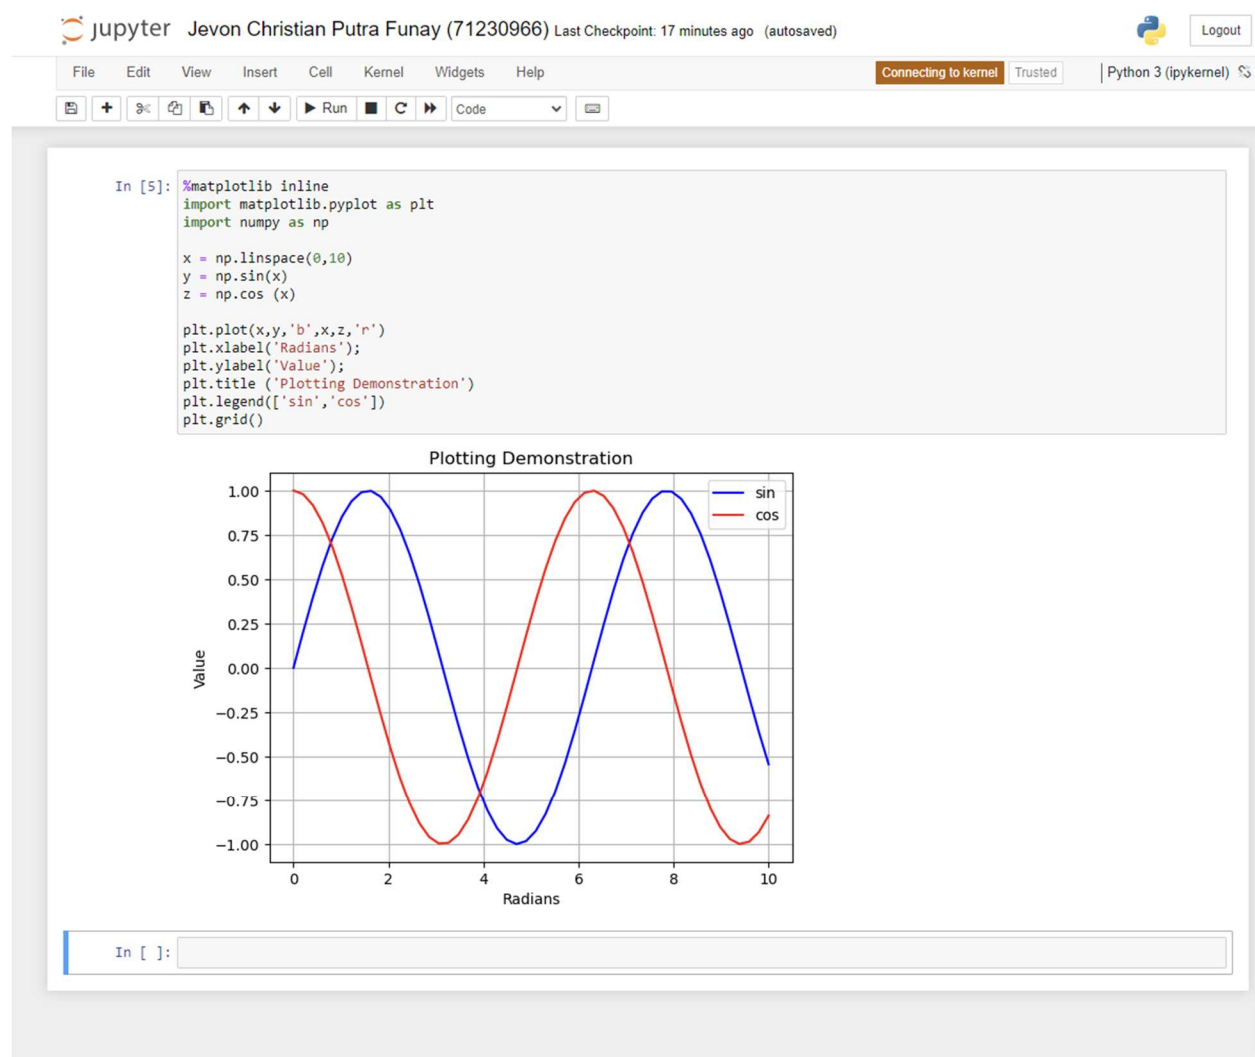 jupyter Jevon Christian Putra Funay (71230966) Last Checkpoint: 17 minutes ago (autosaved) Logout
File Edit View Insert Cell Kernel Widgets Help Connecting to kernel Trusted Python 3 (ipykernel)
Run Code
In [5]: %matplotlib inline
import matplotlib.pyplot as plt
import numpy as np
x = np.linspace(0,10)
y = np.sin(x)
z = np.cos (x)
plt.plot(x,y,'b',x,z,'r')
plt.xlabel('Radians');
plt.ylabel('Value');
plt.title ('Plotting Demonstration')
plt.legend(['sin','cos'])
plt.grid()
Plotting Demonstration
sin
cos
1.00
0.75
0.50
0.25
0.00
−0.25
−0.50
−0.75
−1.00
Value
0 2 4 6 8 10
Radians
In [ ]: